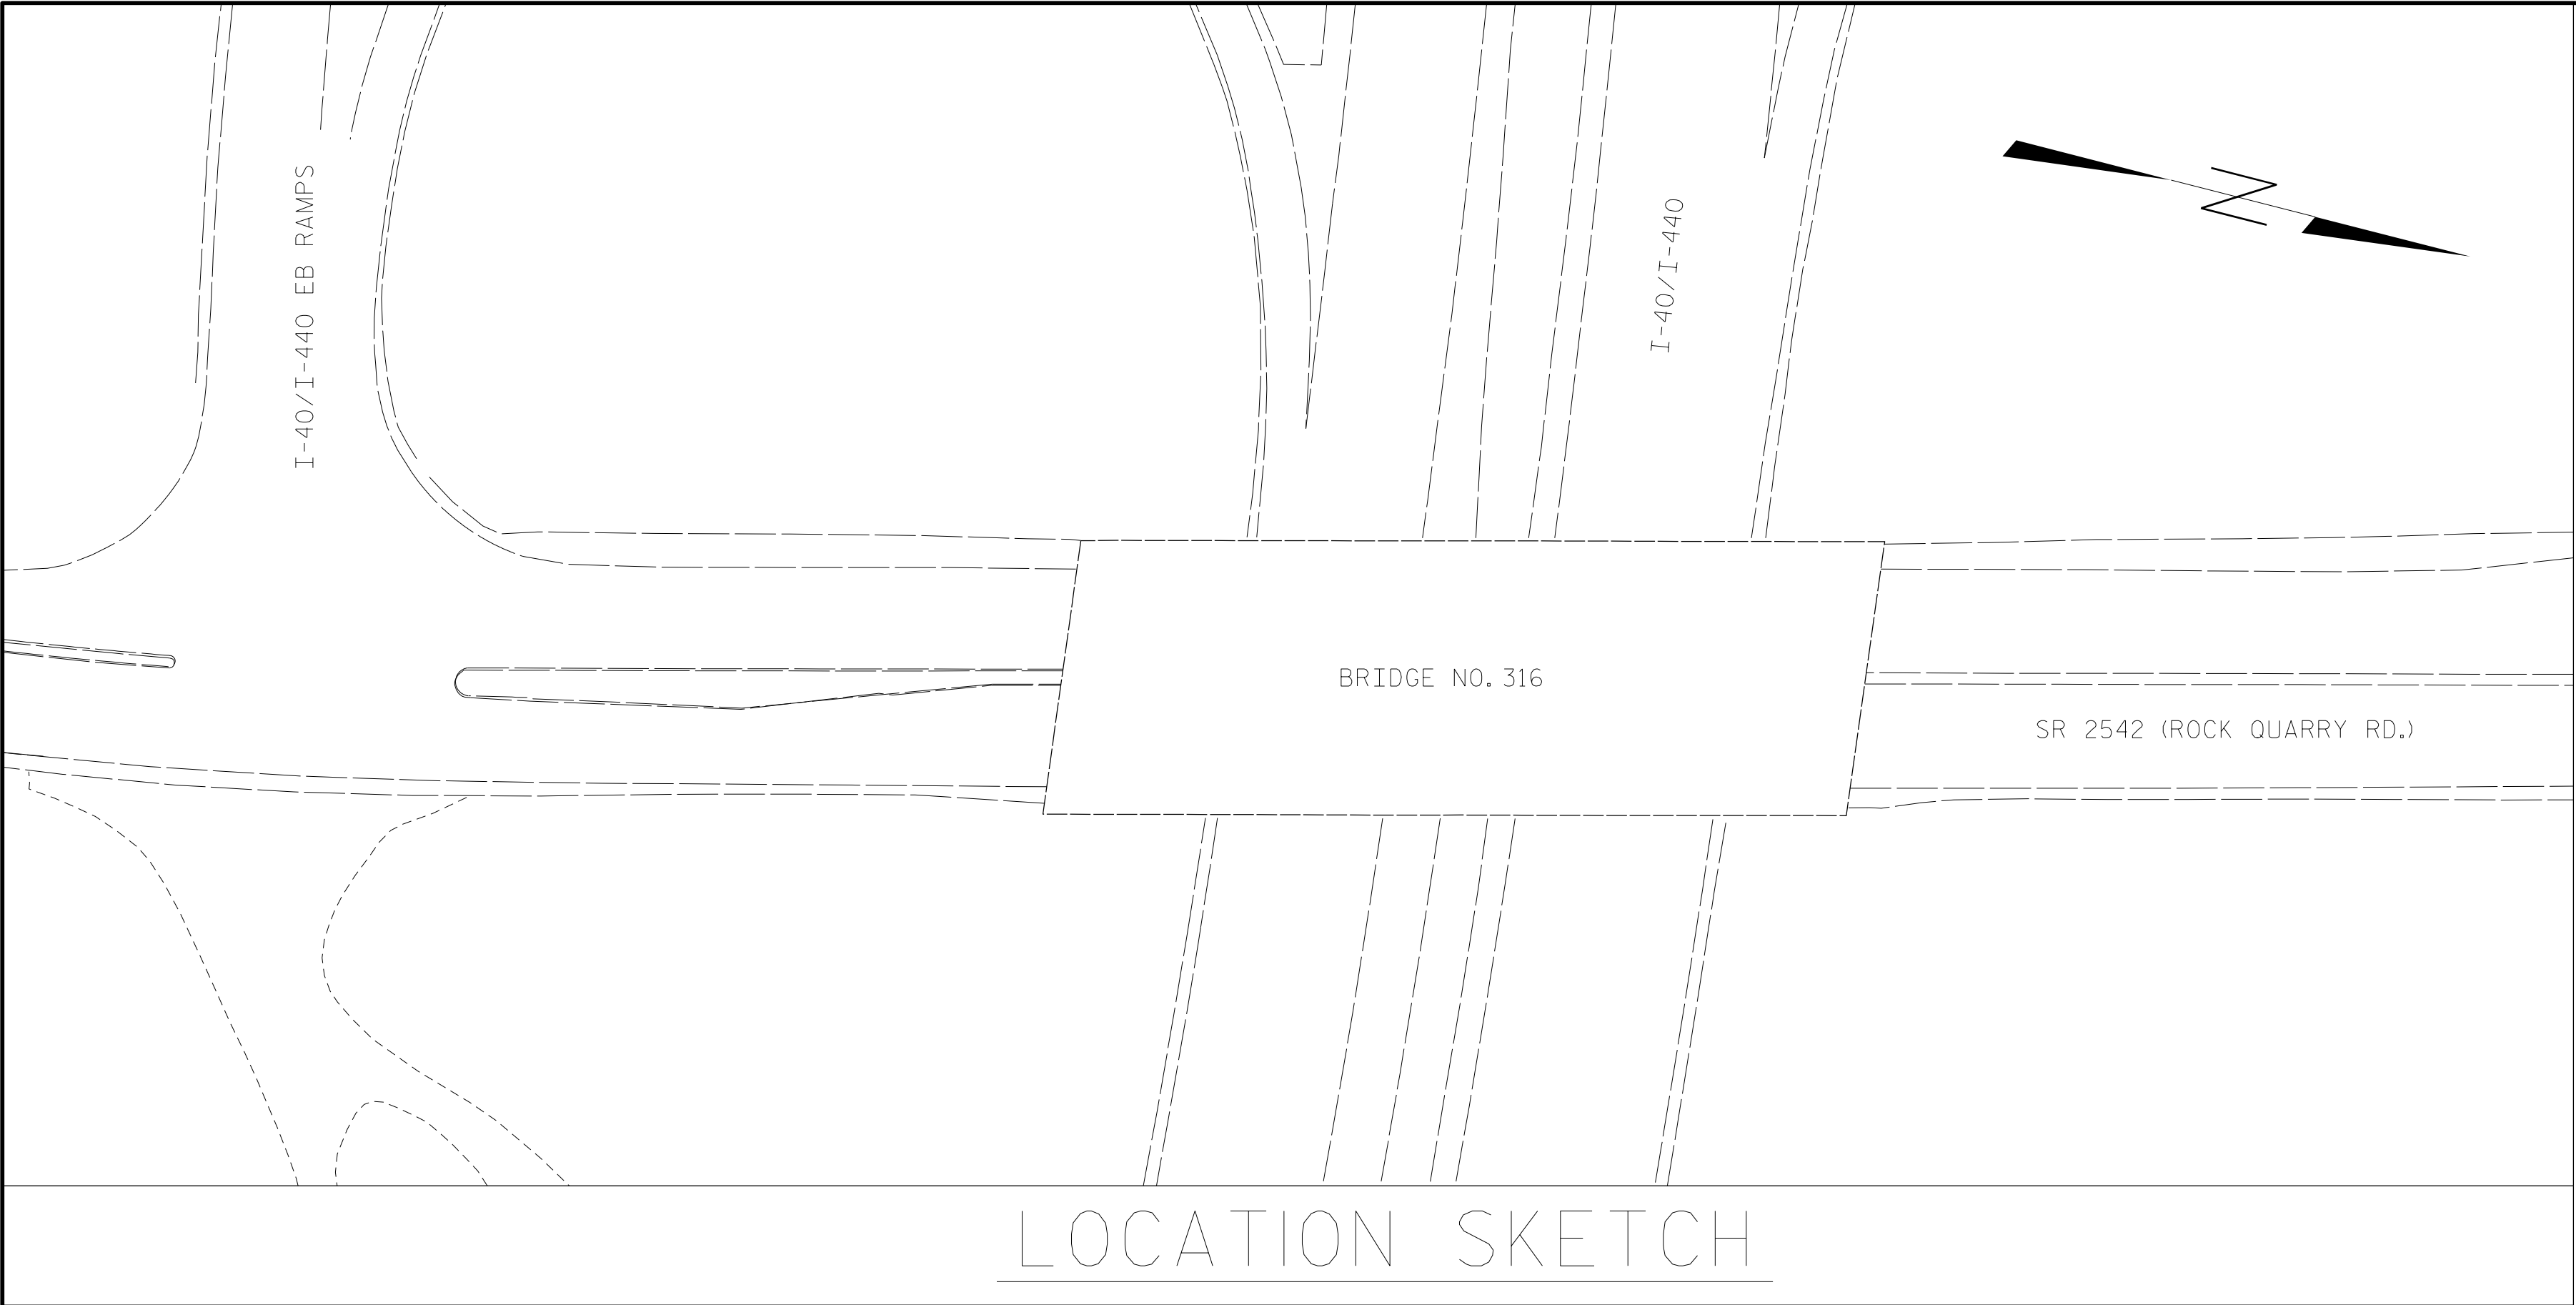 I-40/I-440 EB RAMPS
I-40/I-440
N
BRIDGE NO. 316
SR 2542 (ROCK QUARRY RD.)
LOCATION SKETCH